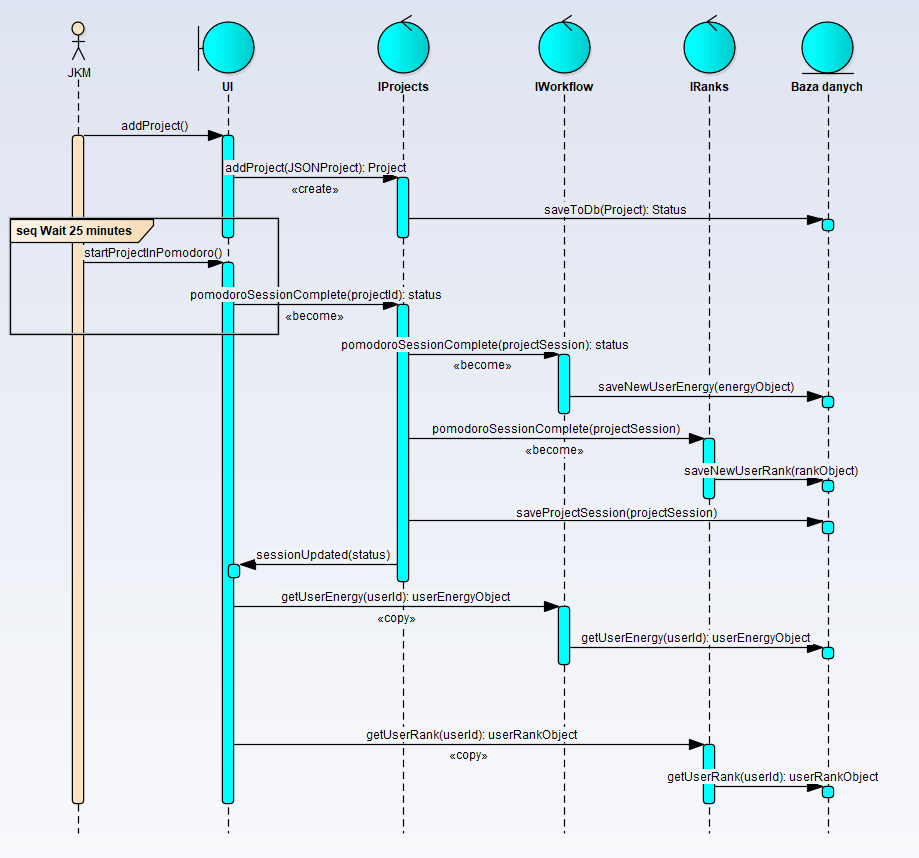 JKM
UI
IProjects
IWorkflow
IRanks
Baza danych
addProject()
addProject(JSONProject): Project
«create»
saveToDb(Project): Status
seq Wait 25 minutes
startProjectInPomodoro()
pomodoroSessionComplete(projectId): status
«become»
pomodoroSessionComplete(projectSession): status
«become»
saveNewUserEnergy(energyObject)
pomodoroSessionComplete(projectSession)
«become»
saveNewUserRank(rankObject)
saveProjectSession(projectSession)
sessionUpdated(status)
getUserEnergy(userId): userEnergyObject
«copy»
getUserEnergy(userId): userEnergyObject
getUserRank(userId): userRankObject
«copy»
getUserRank(userId): userRankObject